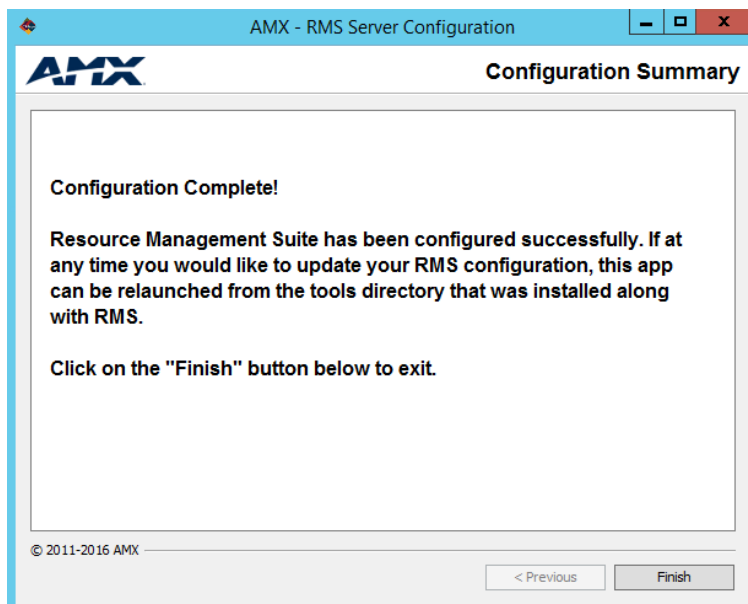 AMX - RMS Server Configuration
AMX
Configuration Summary
Configuration Complete!
Resource Management Suite has been configured successfully. If at
any time you would like to update your RMS configuration, this app
can be relaunched from the tools directory that was installed along
with RMS.
Click on the "Finish" button below to exit.
© 2011-2016 AMX
< Previous
Finish